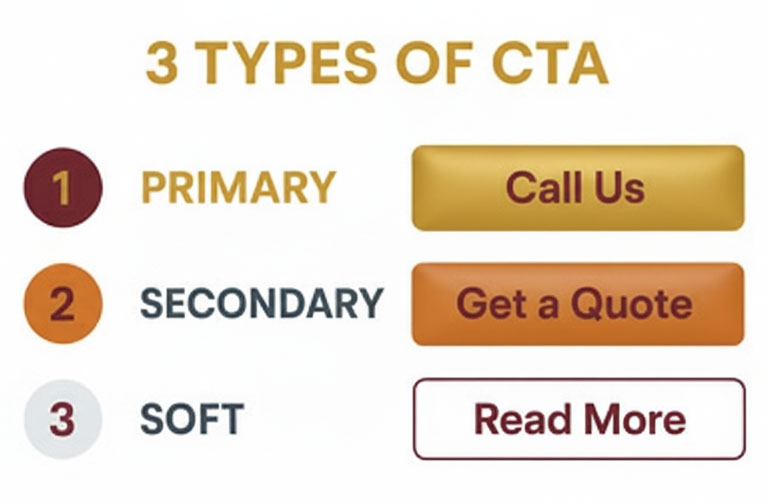 3 TYPES OF CTA
1 PRIMARY Call Us
2 SECONDARY Get a Quote
3 SOFT Read More